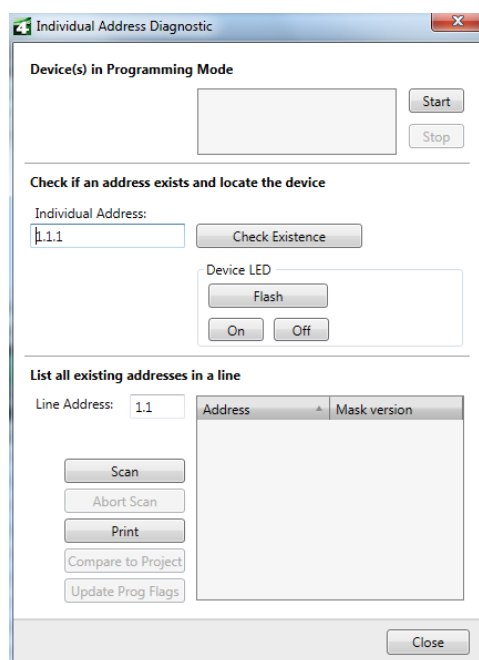 4 Individual Address Diagnostic
X
Device(s) in Programming Mode
Start
Stop
Check if an address exists and locate the device
Individual Address:
1.1.1
Check Existence
Device LED
Flash
On Off
List all existing addresses in a line
Line Address: 1.1
Address Mask version
Scan
Abort Scan
Print
Compare to Project
Update Prog Flags
Close